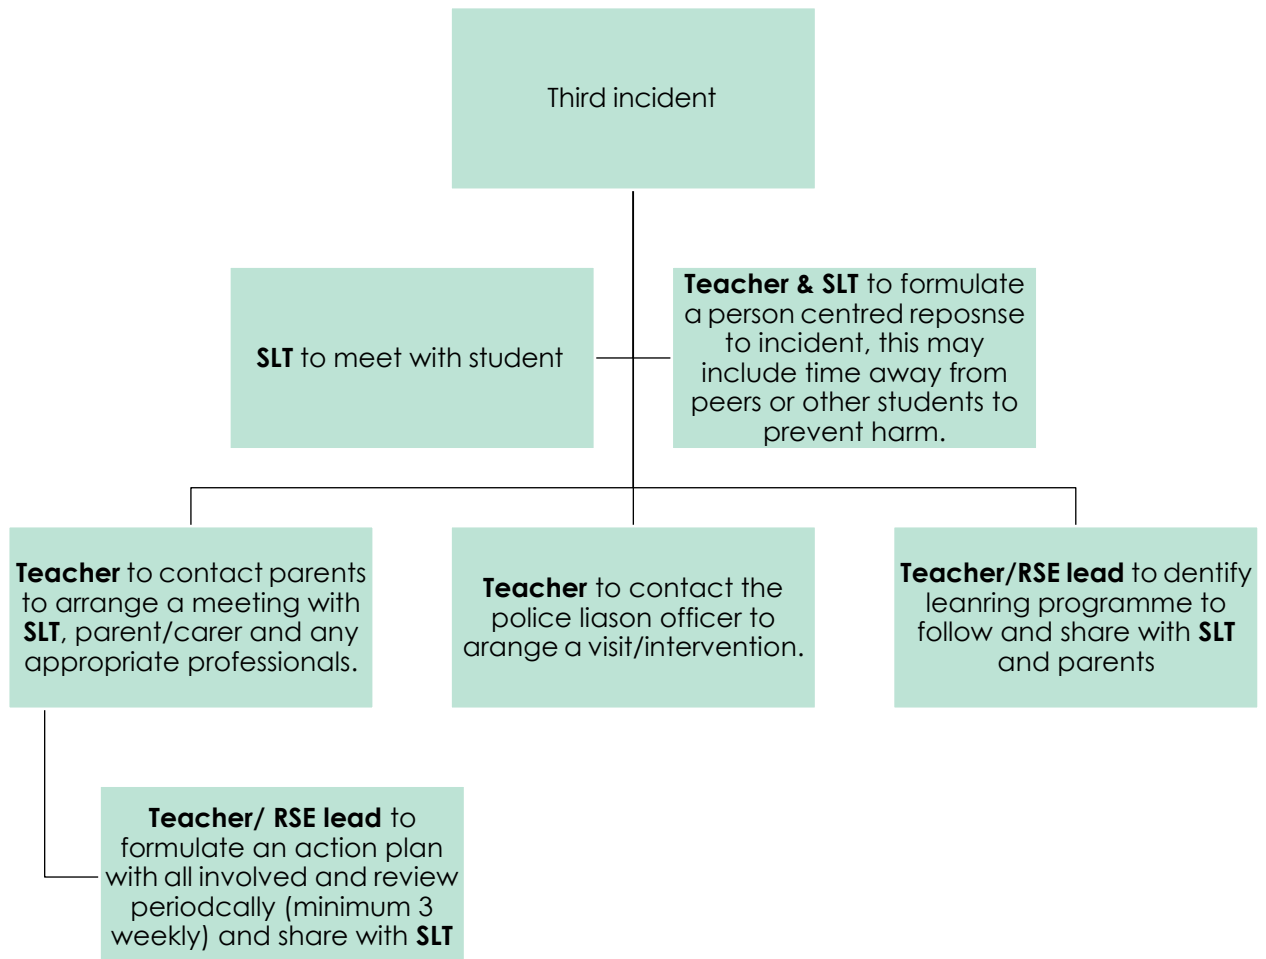 Third incident
SLT to meet with student
Teacher & SLT to formulate
a person centred reposnse
to incident, this may
include time away from
peers or other students to
prevent harm.
Teacher to contact parents
to arrange a meeting with
SLT, parent/carer and any
appropriate professionals.
Teacher to contact the
police liason officer to
arange a visit/intervention.
Teacher/RSE lead to dentify
leanring programme to
follow and share with SLT
and parents
Teacher/ RSE lead to
formulate an action plan
with all involved and review
periodcally (minimum 3
weekly) and share with SLT